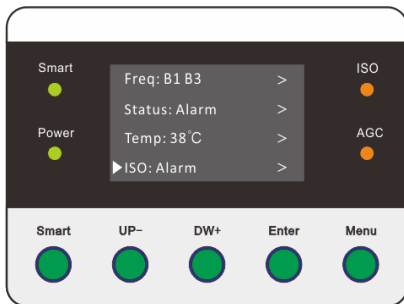 Smart
ISO
Freq: B1 B3 >
Status: Alarm >
Power
AGC
Temp: 38℃ >
ISO: Alarm >
Smart
UP-
DW+
Enter
Menu